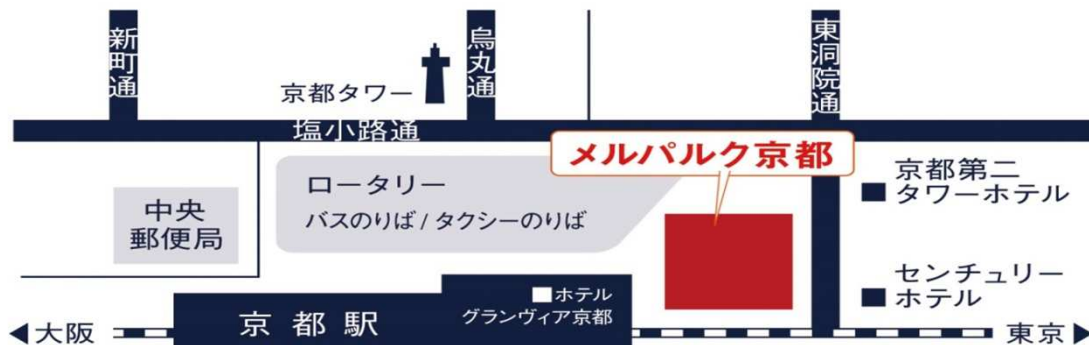 新町通
烏丸通
東洞院通
京都タワー
塩小路通
メルパルク京都
ロータリー
バスのりば / タクシーのりば
中央
郵便局
京都第二
タワーホテル
センチュリー
ホテル
ホテル
グランヴィア京都
京都駅
◀大阪
東京▶